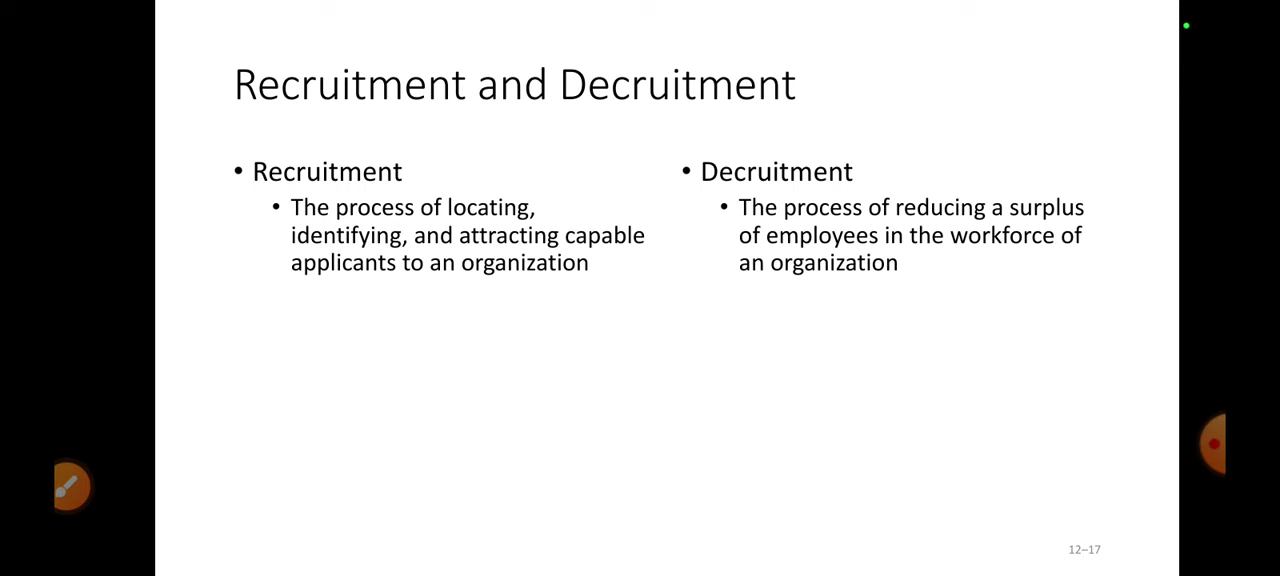 Recruitment and Decruitment
• Recruitment
• The process of locating,
identifying, and attracting capable
applicants to an organization
• Decruitment
• The process of reducing a surplus
of employees in the workforce of
an organization
12–17